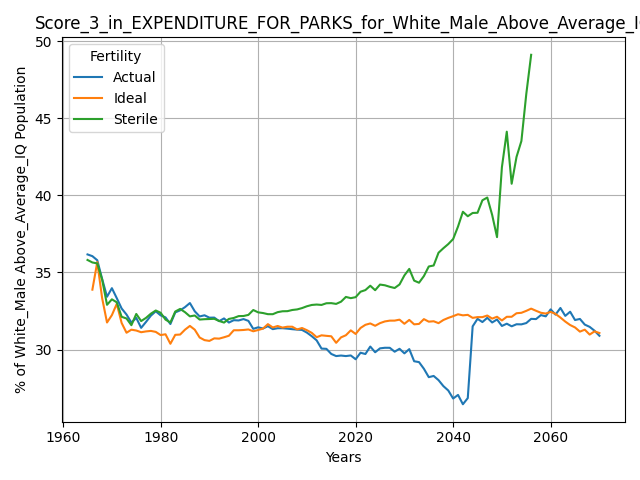 Score_3_in_EXPENDITURE_FOR_PARKS_for_White_Male_Above_Average_I
% of White_Male Above_Average_IQ Population
50
45
40
35
30
Fertility
Actual
Ideal
Sterile
1960 1980 2000 2020 2040 2060
Years